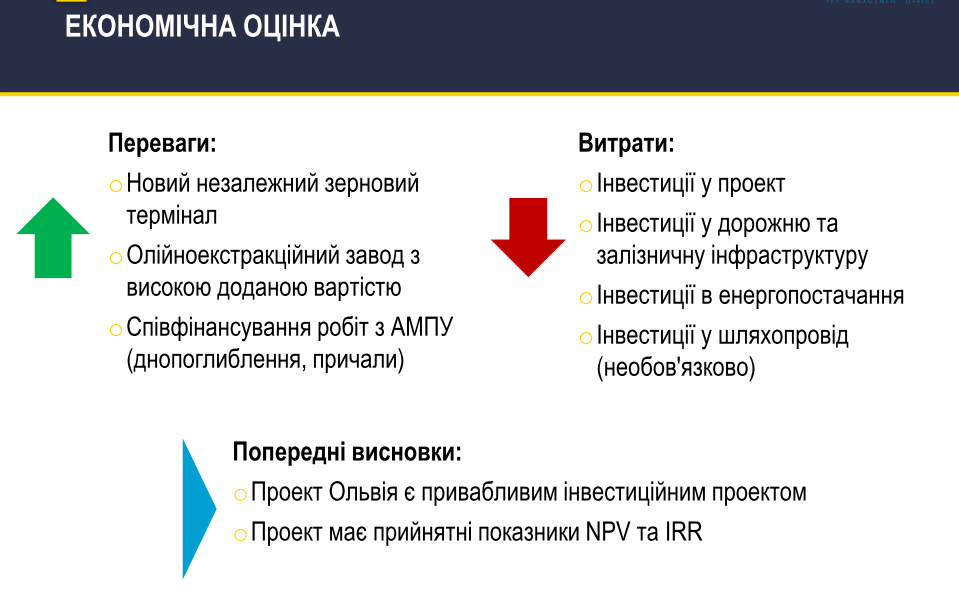 ЕКОНОМІЧНА ОЦІНКА
Переваги:
Новий незалежний зерновий
термінал
Олійноекстракційний завод з
високою доданою вартістю
Співфінансування робіт з АМПУ
(днопоглиблення, причали)
Витрати:
Інвестиції у проект
Інвестиції у дорожню та
залізничну інфраструктуру
Інвестиції в енергопостачання
Інвестиції у шляхопровід
(необов'язково)
Попередні висновки:
Проект Ольвія є привабливим інвестиційним проектом
Проект має прийнятні показники NPV та IRR